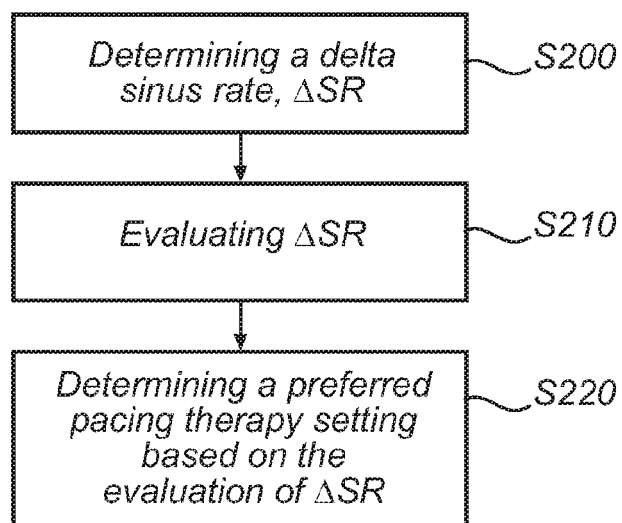 Determining a delta
sinus rate, ΔSR
S200
Evaluating ΔSR
S210
Determining a preferred
pacing therapy setting
based on the
evaluation of ΔSR
S220